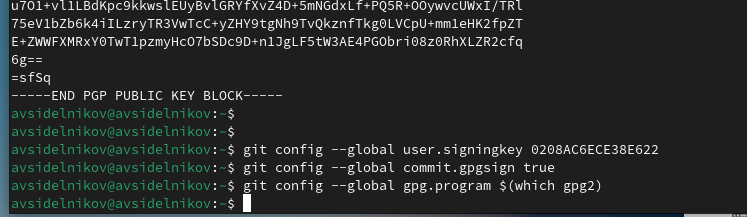 u7O1+vl1LBdKpc9kkwslEUyBvlGRYfXvZ4D+5mNGdxLf+PQ5R+OOywvcUWxI/TRl
75eV1bZb6k4iILzryTR3VwTcC+yZHY9tgNh9TvQkznfTkg0LVCpU+mm1eHK2fpZT
E+ZWWFXMRxY0TwT1pzmyHcO7bSDc9D+n1JgLF5tW3AE4PGObri08z0RhXLZR2cfq
6g==
=sfSq
-----END PGP PUBLIC KEY BLOCK-----
avsidelnikov@avsidelnikov:~$
avsidelnikov@avsidelnikov:~$
avsidelnikov@avsidelnikov:~$ git config --global user.signingkey 0208AC6ECE38E622
avsidelnikov@avsidelnikov:~$ git config --global commit.gpgsign true
avsidelnikov@avsidelnikov:~$ git config --global gpg.program $(which gpg2)
avsidelnikov@avsidelnikov:~$